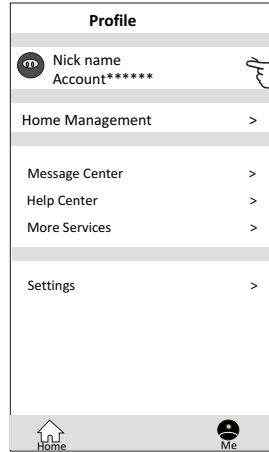 Profile
Nick name
Account******
Home Management >
Message Center >
Help Center >
More Services >
Settings >
Home Me